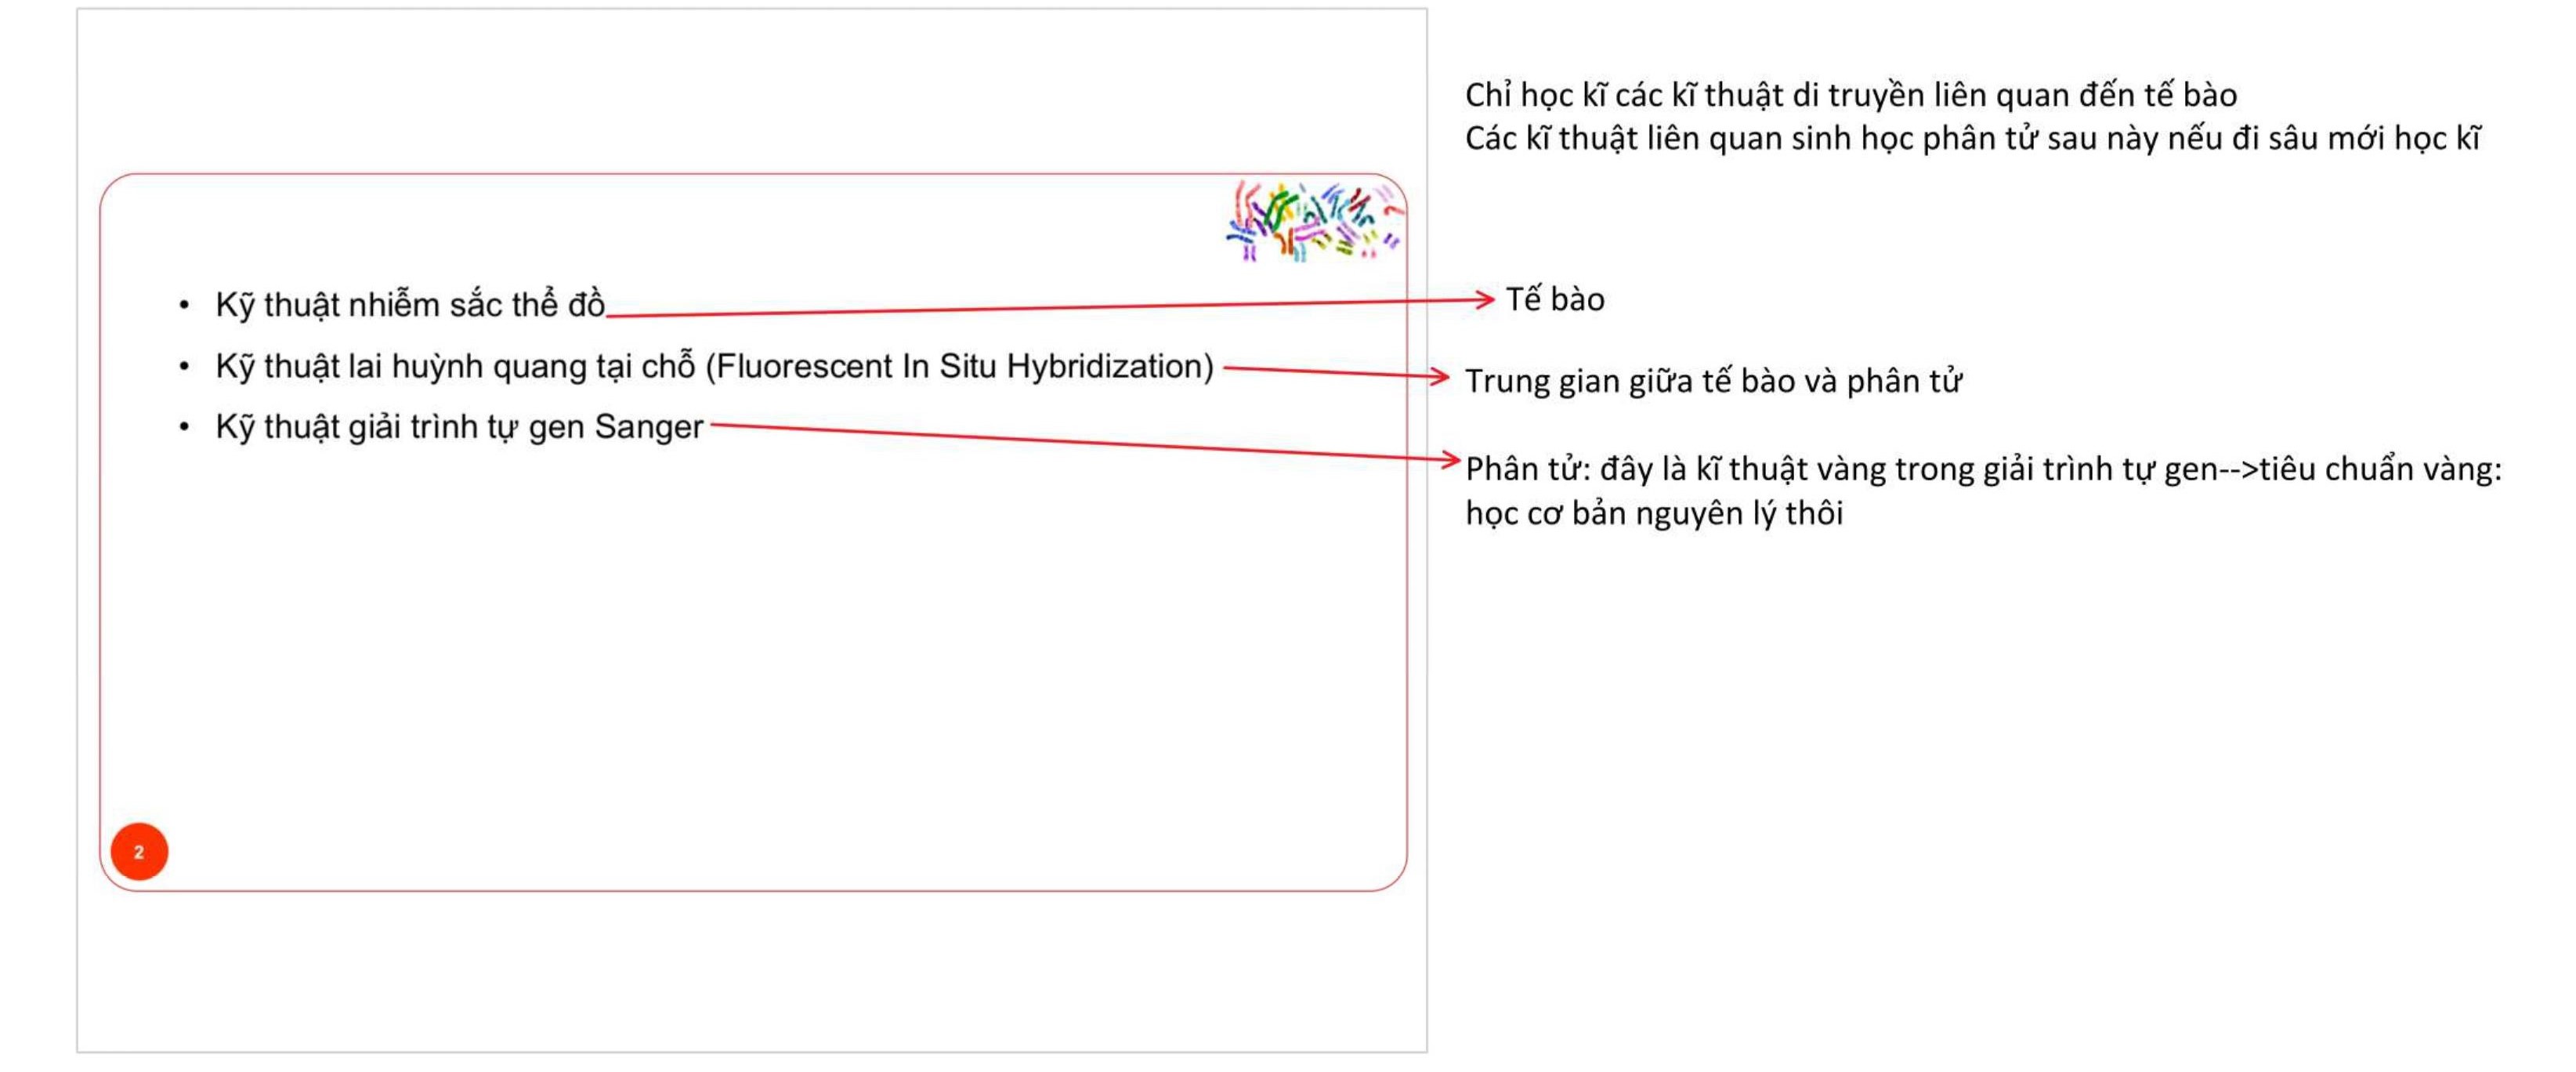 Chỉ học kĩ các kĩ thuật di truyền liên quan đến tế bào
Các kĩ thuật liên quan sinh học phân tử sau này nếu đi sâu mới học kĩ
• Kỹ thuật nhiễm sắc thể đồ
Tế bào
• Kỹ thuật lai huỳnh quang tại chỗ (Fluorescent In Situ Hybridization)
Trung gian giữa tế bào và phân tử
• Kỹ thuật giải trình tự gen Sanger
Phân tử: đây là kĩ thuật vàng trong giải trình tự gen-->tiêu chuẩn vàng:
học cơ bản nguyên lý thôi
2